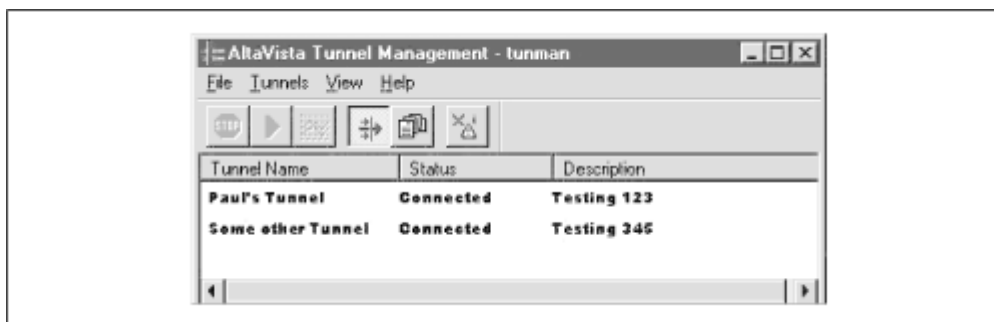 AltaVista Tunnel Management - tunman
File Tunnels View Help
STOP
Tunnel Name Status Description
Paul's Tunnel Connected Testing 123
Some other Tunnel Connected Testing 345